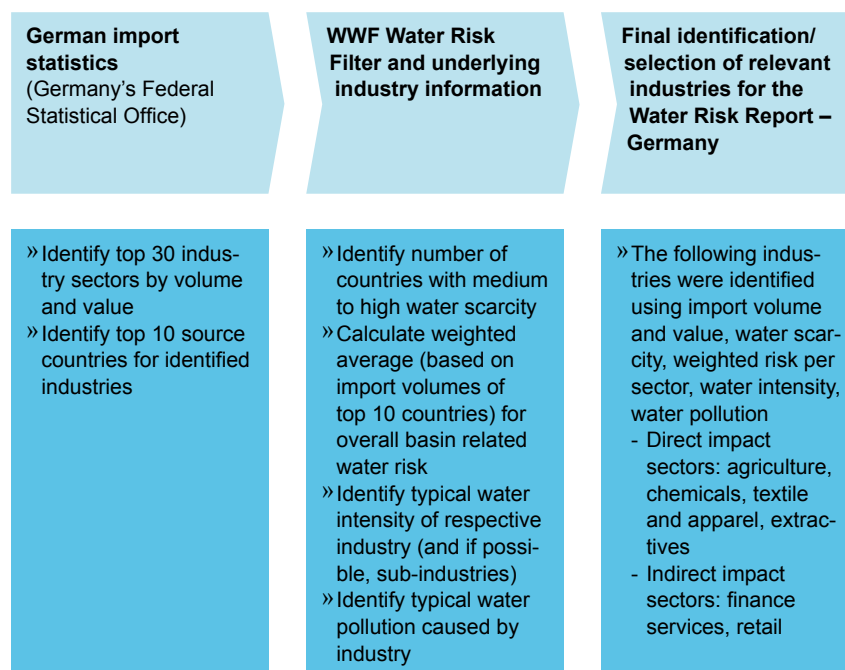 German import
statistics
(Germany's Federal
Statistical Office)
WWF Water Risk
Filter and underlying
industry information
Final identification/
selection of relevant
industries for the
Water Risk Report –
Germany
» Identify top 30 indus-
try sectors by volume
and value
» Identify top 10 source
countries for identified
industries
» Identify number of
countries with medium
to high water scarcity
» Calculate weighted
average (based on
import volumes of
top 10 countries) for
overall basin related
water risk
» Identify typical water
intensity of respective
industry (and if possi-
ble, sub-industries)
» Identify typical water
pollution caused by
industry
» The following indus-
tries were identified
using import volume
and value, water scar-
city, weighted risk per
sector, water intensity,
water pollution
- Direct impact
sectors: agriculture,
chemicals, textile
and apparel, extrac-
tives
- Indirect impact
sectors: finance
services, retail